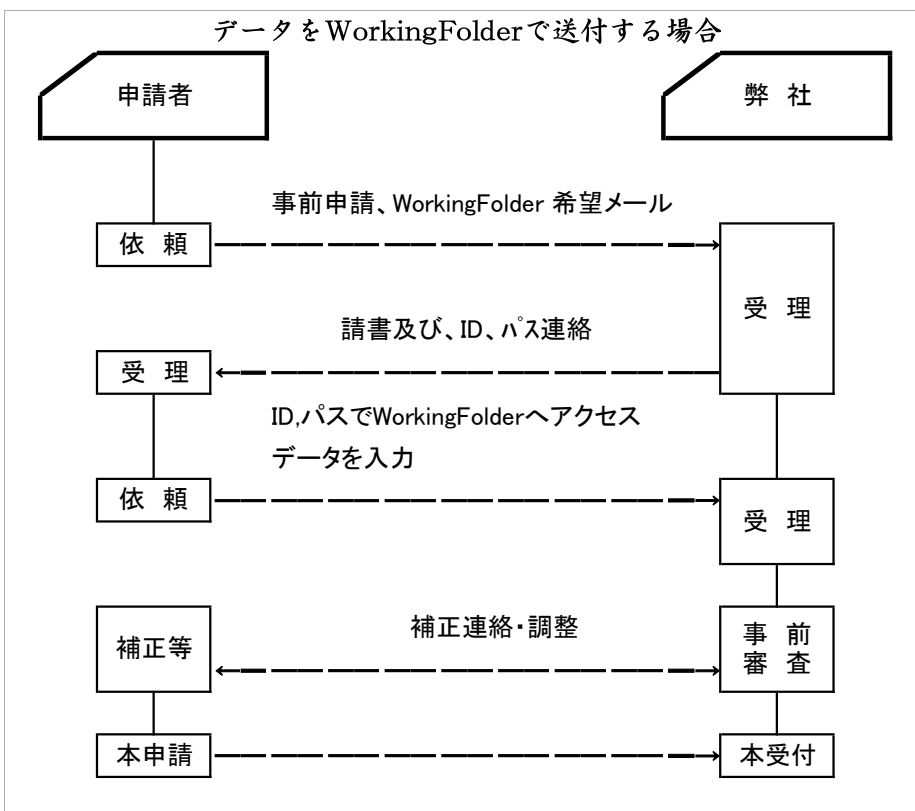 データをWorkingFolderで送付する場合
申請者
弊 社
事前申請、WorkingFolder 希望メール
依 頼
受 理
請書及び、ID、パス連絡
受 理
ID,パスでWorkingFolderへアクセス
データを入力
依 頼
受 理
補正連絡・調整
補正等
事 前
審 査
本申請
本受付